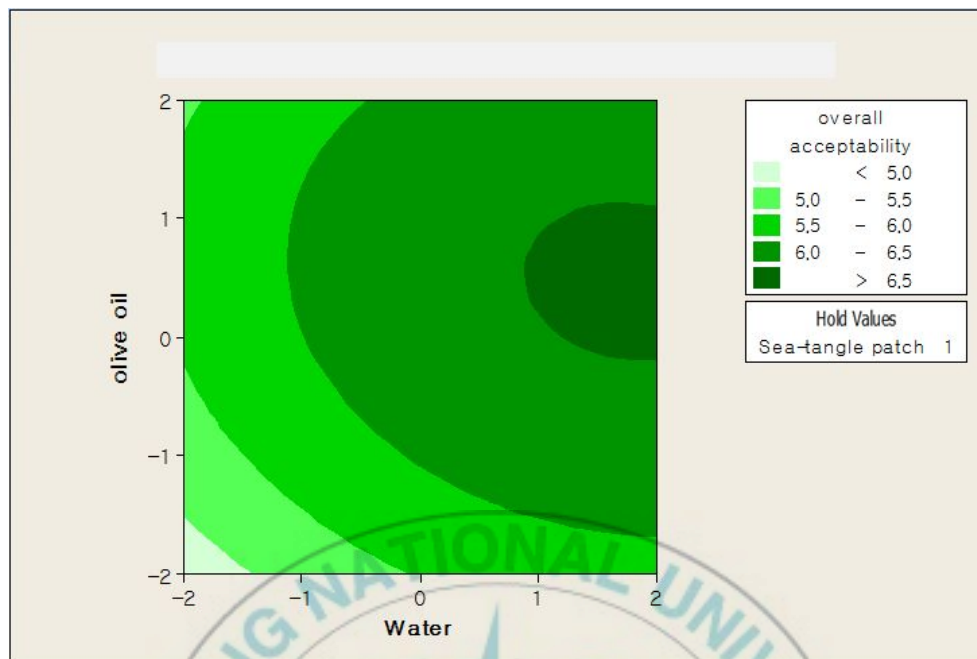 overall
acceptability
< 5.0
5.0 – 5.5
5.5 – 6.0
6.0 – 6.5
> 6.5
Hold Values
Sea-tangle patch 1
olive oil
2
1
0
−1
−2
−2 −1 0 1 2
Water
NATIONAL